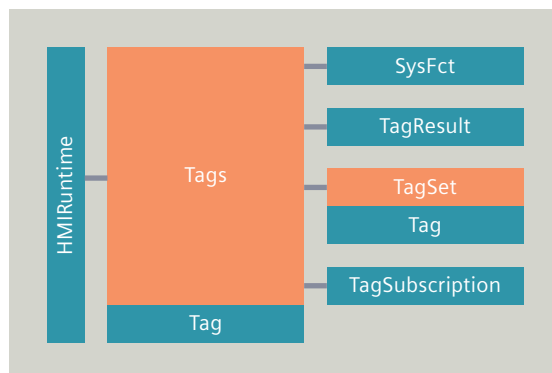 HMIRuntime
Tags
Tag
SysFct
TagResult
TagSet
Tag
TagSubscription